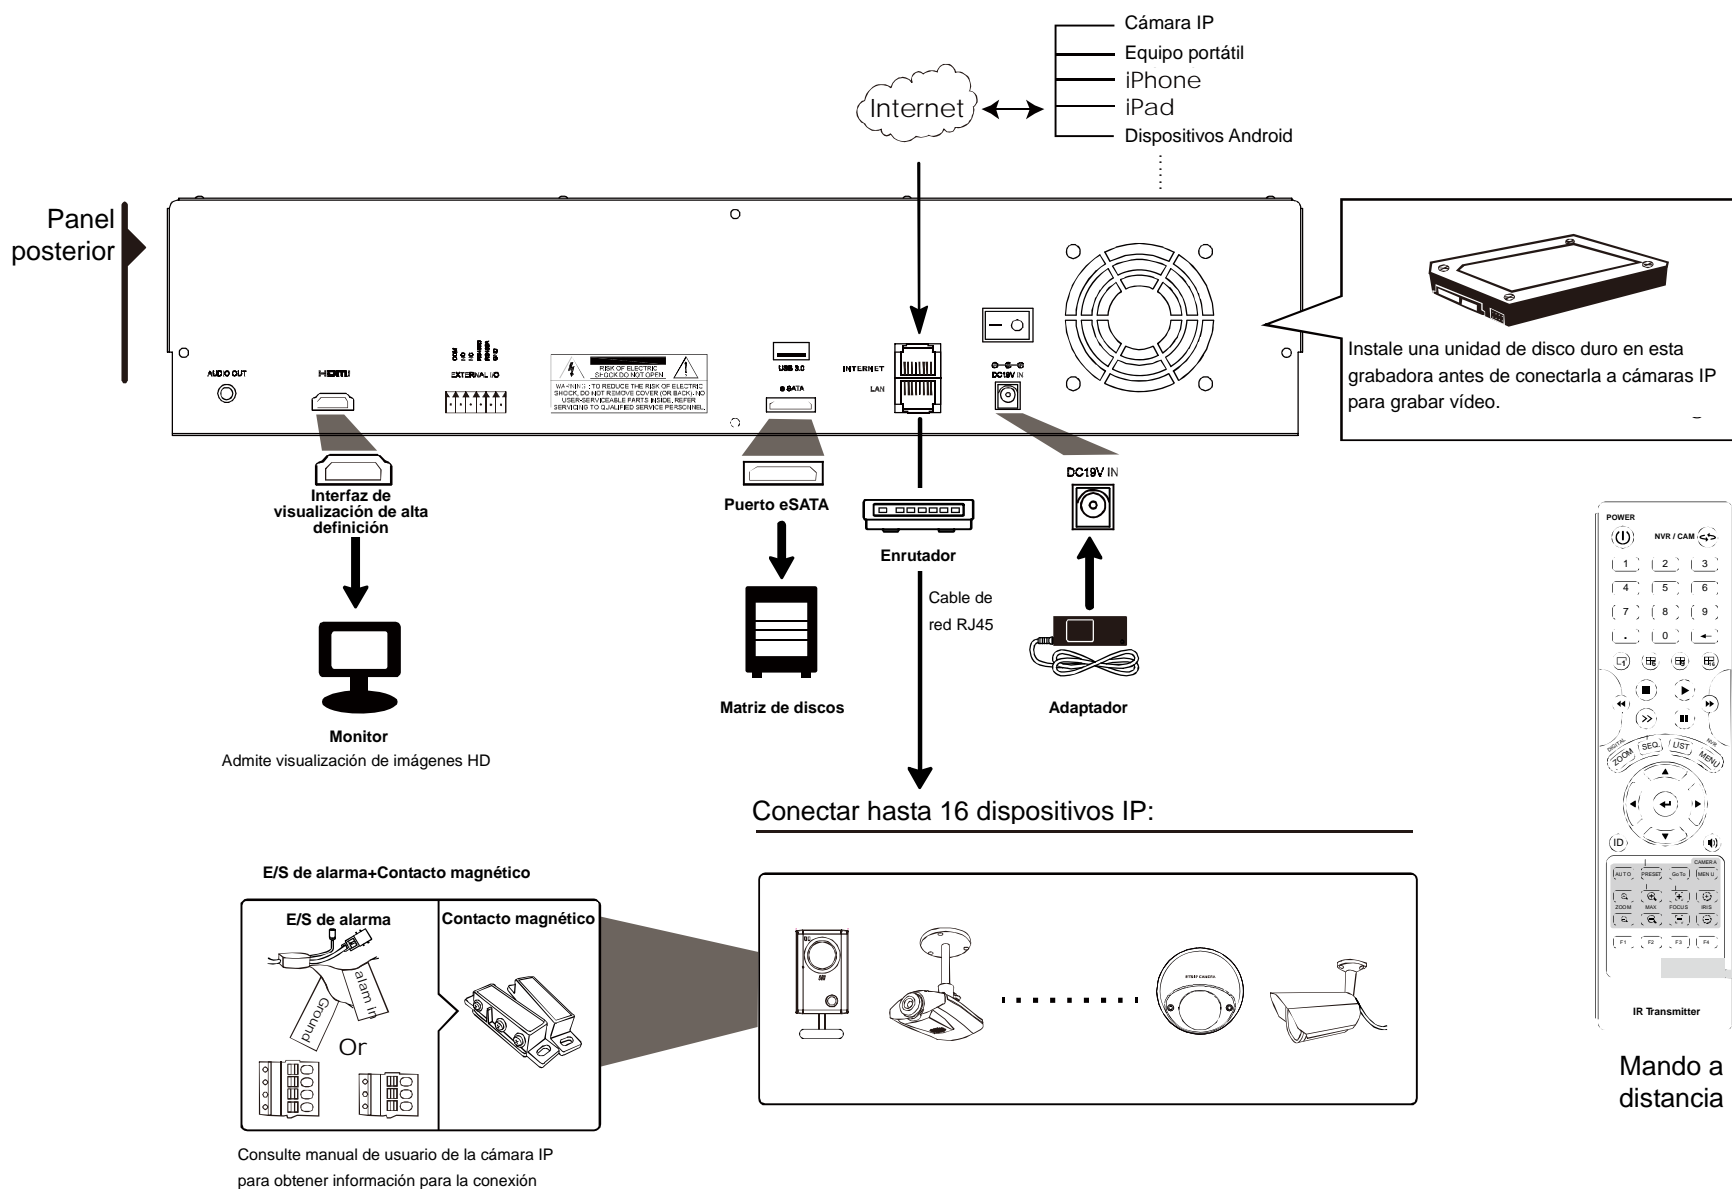 Cámara IP
Equipo portátil
iPhone
iPad
Dispositivos Android
Internet
Panel
posterior
AUDIO OUT
HDMI
COM
I/O
I/O
EXTERNAL I/O
RISK OF ELECTRIC
SHOCK DO NOT OPEN
WARNING : TO REDUCE THE RISK OF ELECTRIC
SHOCK, DO NOT REMOVE COVER (OR BACK). NO
USER-SERVICEABLE PARTS INSIDE. REFER
SERVICING TO QUALIFIED SERVICE PERSONNEL.
USB 3.0
e SATA
INTERNET
LAN
DC19V IN
Instale una unidad de disco duro en esta
grabadora antes de conectarla a cámaras IP
para grabar vídeo.
Interfaz de
visualización de alta
definición
Puerto eSATA
Enrutador
DC19V IN
Cable de
red RJ45
Monitor
Admite visualización de imágenes HD
Matriz de discos
Adaptador
Conectar hasta 16 dispositivos IP:
E/S de alarma+Contacto magnético
E/S de alarma
Contacto magnético
alam in
Ground
Or
Consulte manual de usuario de la cámara IP
para obtener información para la conexión
POWER
NVR / CAM
1 2 3
4 5 6
7 8 9
. 0
DIGITAL
NVR
ZOOM SEQ LIST MENU
ID
CAMERA
AUTO PRESET GoTo MENU
ZOOM MAX FOCUS IRIS
F1 F2 F3 F4
IR Transmitter
Mando a
distancia